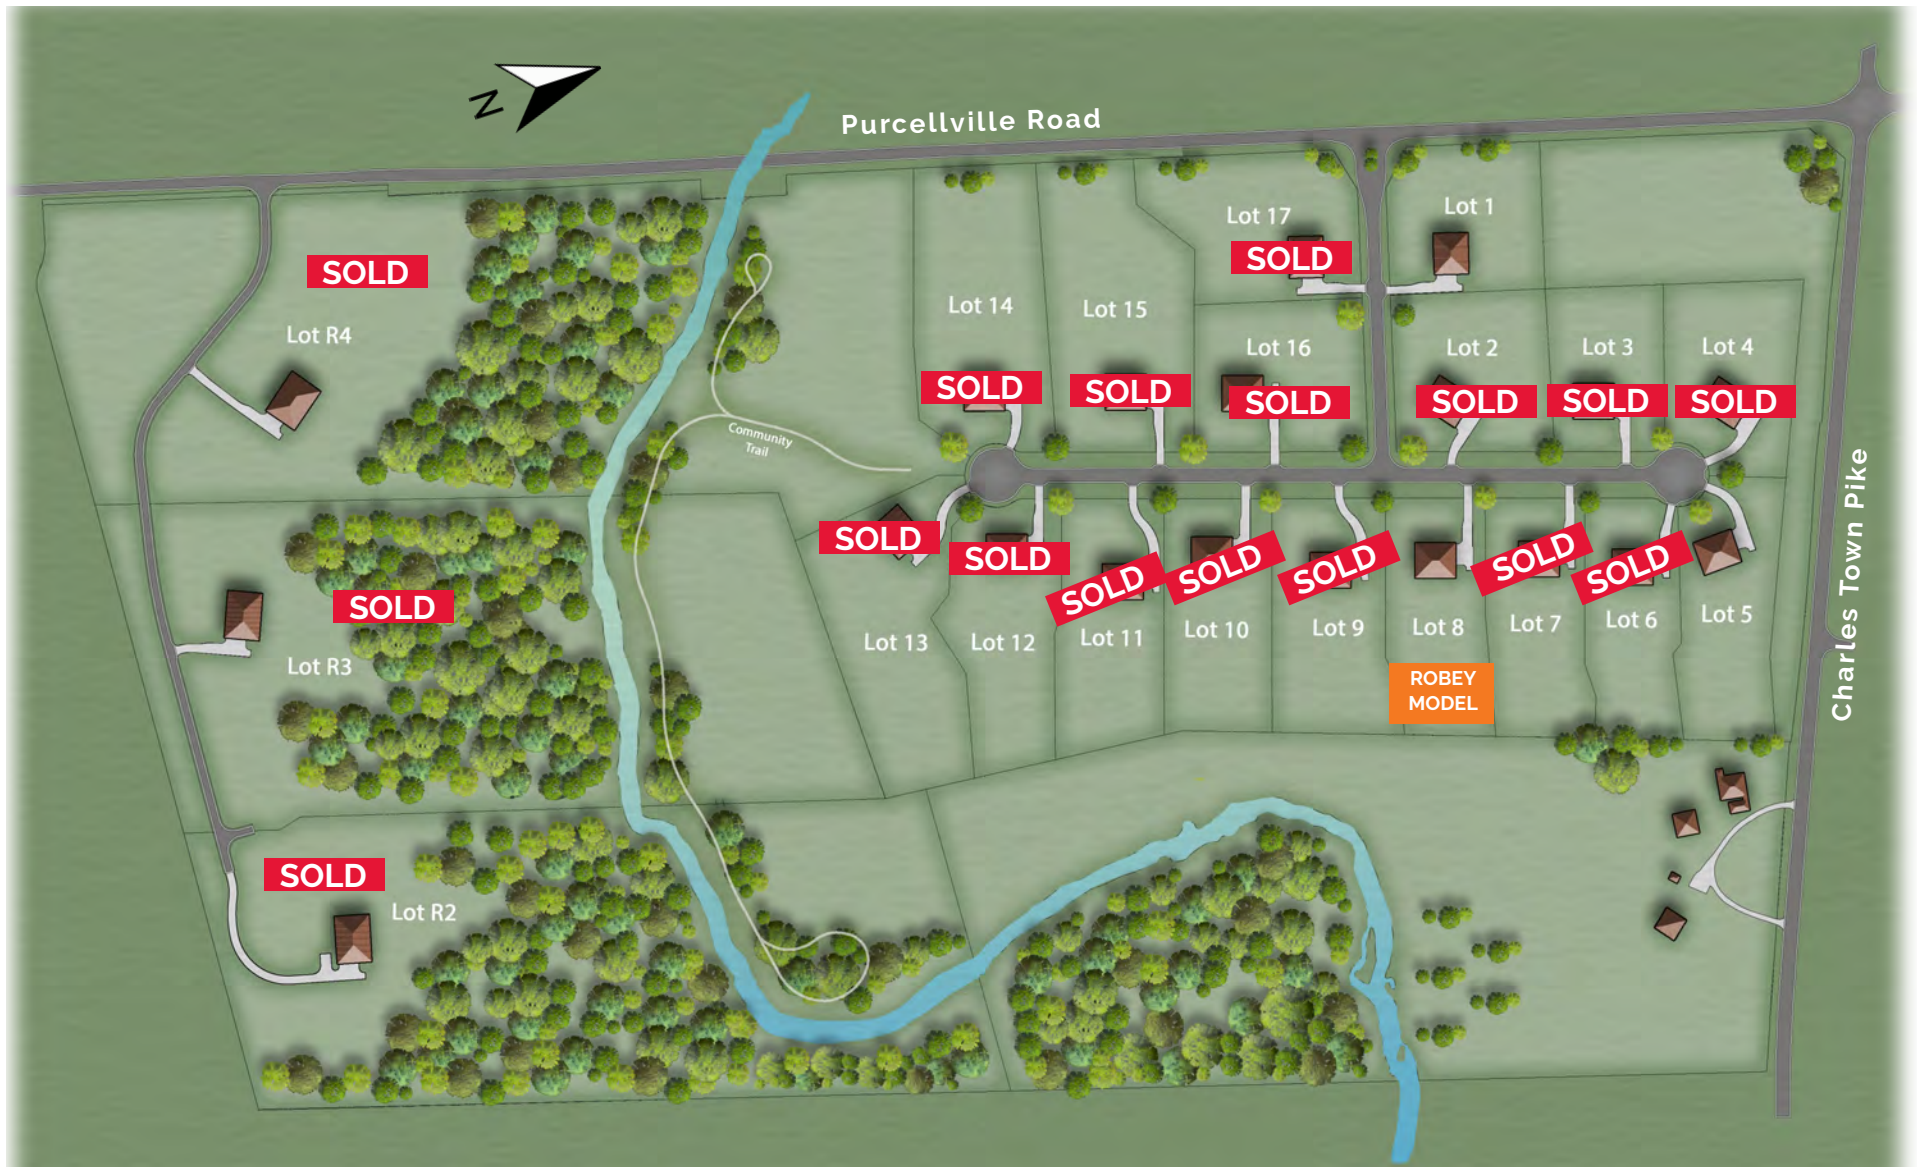 N
Purcellville Road
Lot 17
SOLD
Lot 1
SOLD
Lot R4
Lot 14
SOLD
Lot 15
SOLD
Lot 16
SOLD
Lot 2
SOLD
Lot 3
SOLD
Lot 4
SOLD
Community
Trail
Charles Town Pike
SOLD
Lot 13
SOLD
Lot 12
SOLD
Lot 11
SOLD
Lot 10
SOLD
Lot 9
Lot 8
ROBEY
MODEL
SOLD
Lot 7
SOLD
Lot 6
Lot 5
SOLD
Lot R3
SOLD
Lot R2